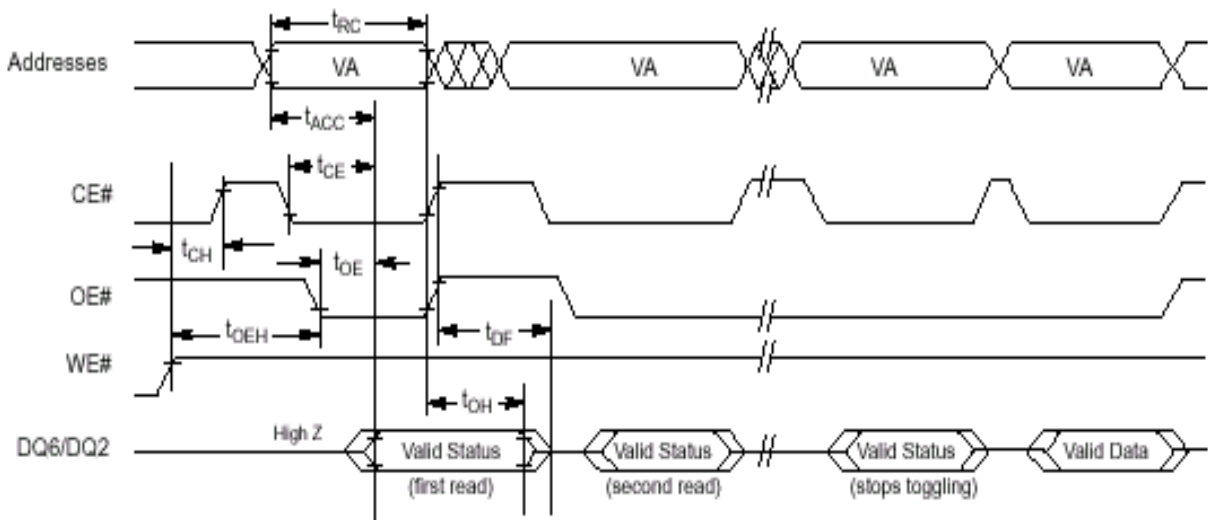 tRC
Addresses VA VA VA VA
tACC
tCE
CE#
tCH
tOE
OE#
tOEH
tDF
WE#
tOH
DQ6/DQ2 High Z Valid Status Valid Status Valid Status Valid Data
(first read) (second read) (stops toggling)